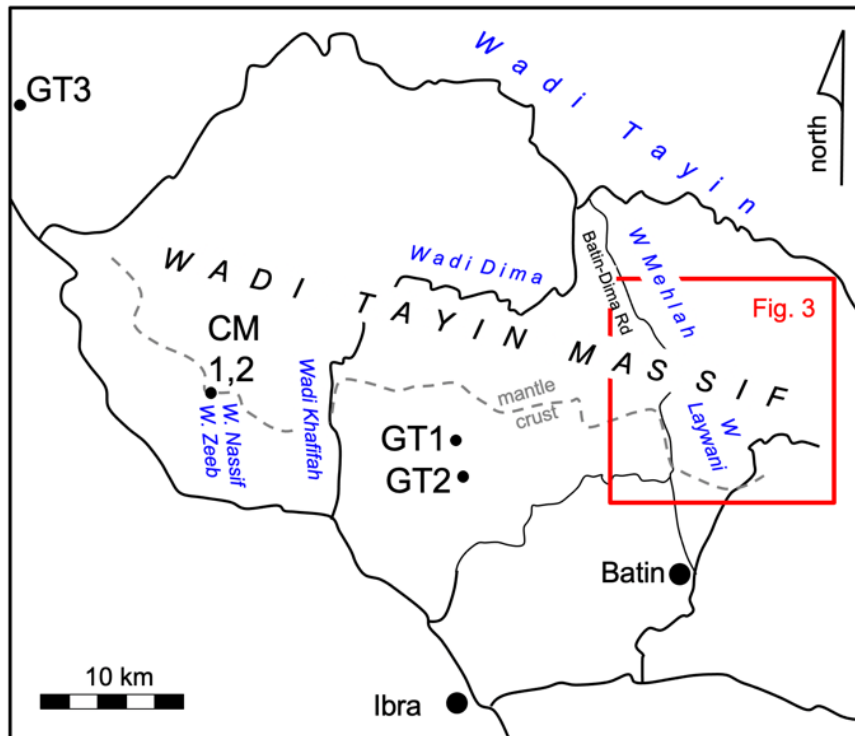 GT3
Wadi Tayin
north
WADI TAYIN MASSIF
Wadi Dima
Batin-Dima Rd
W Mehlah
Fig. 3
CM
1,2
W. Zeeb
W. Nassif
Wadi Khafifah
mantle
crust
W
Laywani
GT1
GT2
Batin
10 km
Ibra